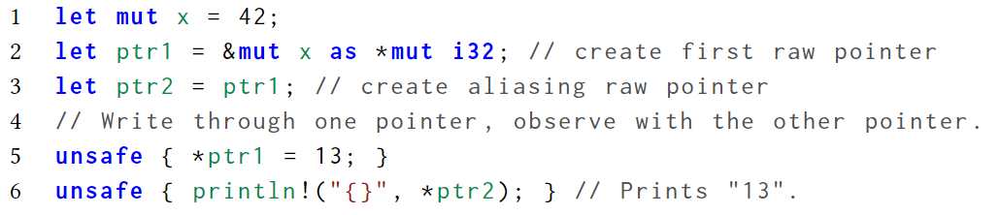 1 let mut x = 42;
2 let ptr1 = &mut x as *mut i32; // create first raw pointer
3 let ptr2 = ptr1; // create aliasing raw pointer
4 // Write through one pointer, observe with the other pointer.
5 unsafe { *ptr1 = 13; }
6 unsafe { println!("{}", *ptr2); } // Prints "13".